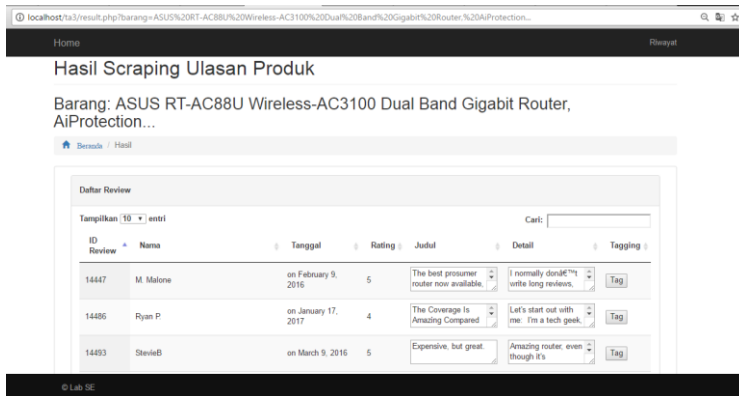 localhost/ta3/result.php?barang=ASUS%20RT-AC88U%20Wireless-AC3100%20Dual%20Band%20Gigabit%20Router,%20AiProtection...
Home Riwayat
Hasil Scraping Ulasan Produk
Barang: ASUS RT-AC88U Wireless-AC3100 Dual Band Gigabit Router,
AiProtection...
Beranda / Hasil
Daftar Review
Tampilkan 10 entri Cari:
ID Review Nama Tanggal Rating Judul Detail Tagging
14447 M. Malone on February 9, 2016 5 The best prosumer router now available, I normally donâ€™t write long reviews, Tag
14486 Ryan P. on January 17, 2017 4 The Coverage Is Amazing Compared Let's start out with me: I'm a tech geek, Tag
14493 StevieB on March 9, 2016 5 Expensive, but great. Amazing router, even though it's Tag
© Lab SE